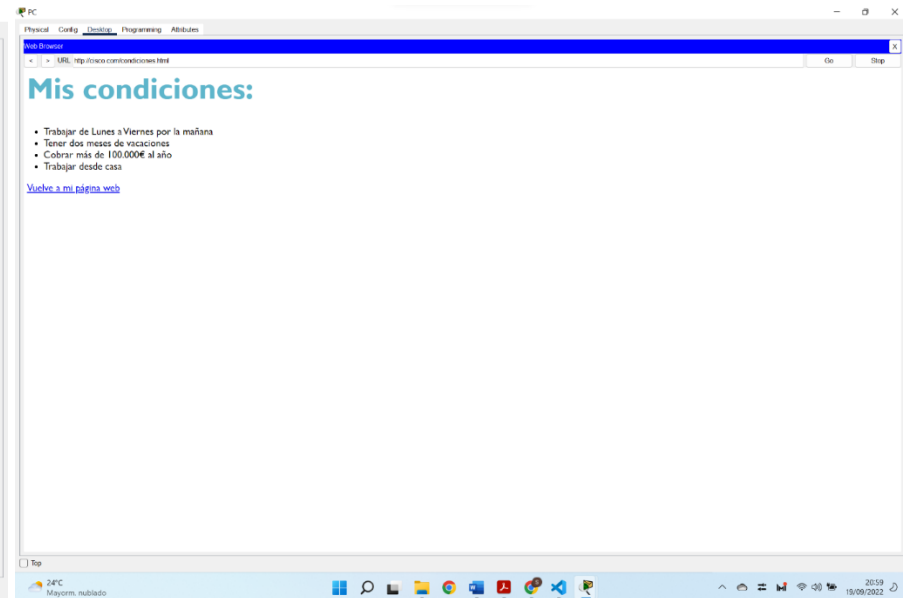 PC
Physical Config Desktop Programming Attributes
Web Browser
X
< > URL http://cisco.com/condiciones.html Go Stop
Mis condiciones:
Trabajar de Lunes a Viernes por la mañana
Tener dos meses de vacaciones
Cobrar más de 100.000€ al año
Trabajar desde casa
Vuelve a mi página web
Top
24°C
Mayorm. nublado
20:59
19/09/2022